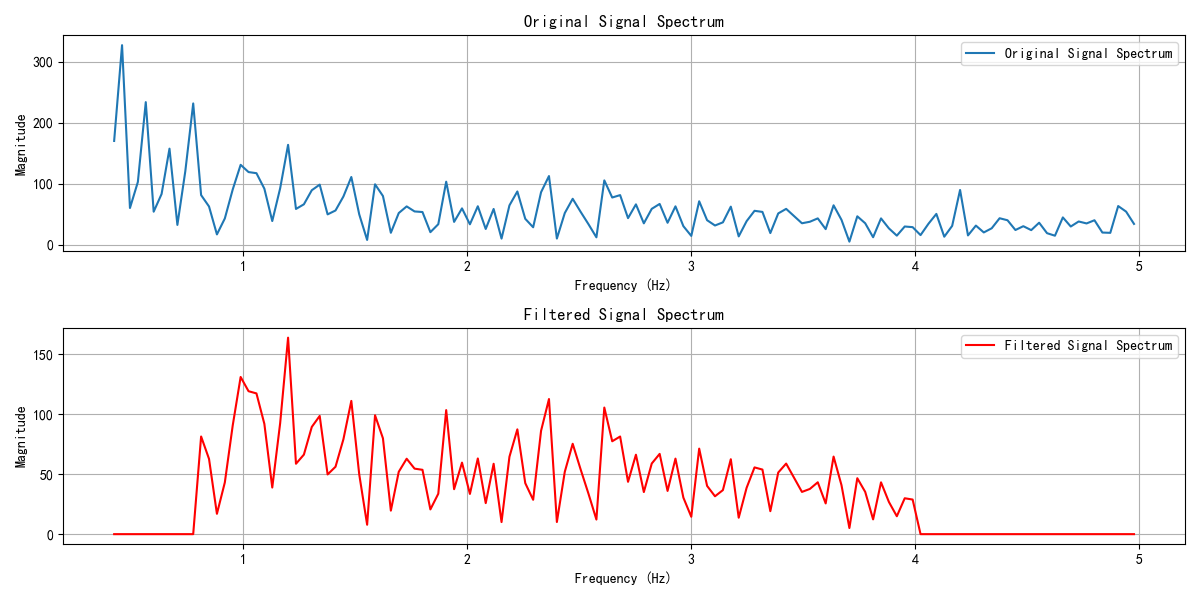 Original Signal Spectrum
Original Signal Spectrum
Magnitude
300
200
100
0
1 2 3 4 5
Frequency (Hz)
Filtered Signal Spectrum
Filtered Signal Spectrum
Magnitude
150
100
50
0
1 2 3 4 5
Frequency (Hz)